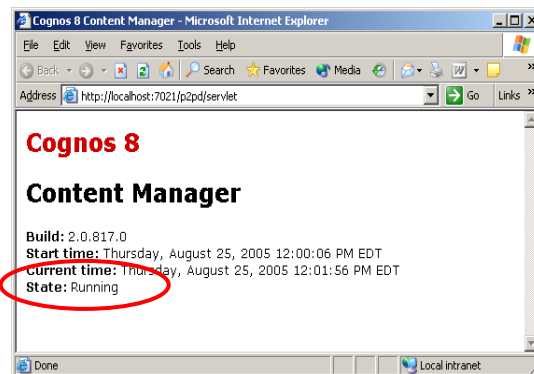 Cognos 8 Content Manager - Microsoft Internet Explorer
File Edit View Favorites Tools Help
Back Search Favorites Media
Address http://localhost:7021/p2pd/servlet Go Links
Cognos 8
Content Manager
Build: 2.0.817.0
Start time: Thursday, August 25, 2005 12:00:06 PM EDT
Current time: Thursday, August 25, 2005 12:01:56 PM EDT
State: Running
Done Local intranet